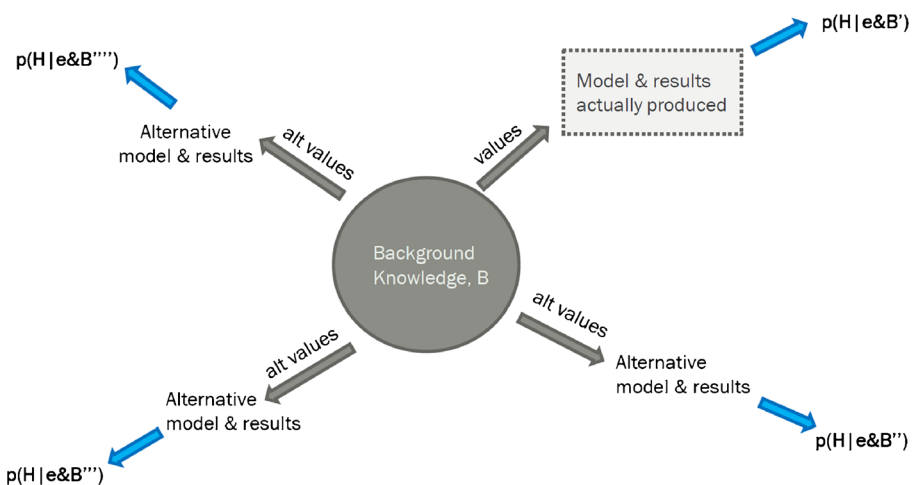 p(H|e&B')
p(H|e&B'''')
Model & results
actually produced
Alternative
model & results
alt values
values
Background
Knowledge, B
alt values
alt values
Alternative
model & results
Alternative
model & results
p(H|e&B'')
p(H|e&B''')